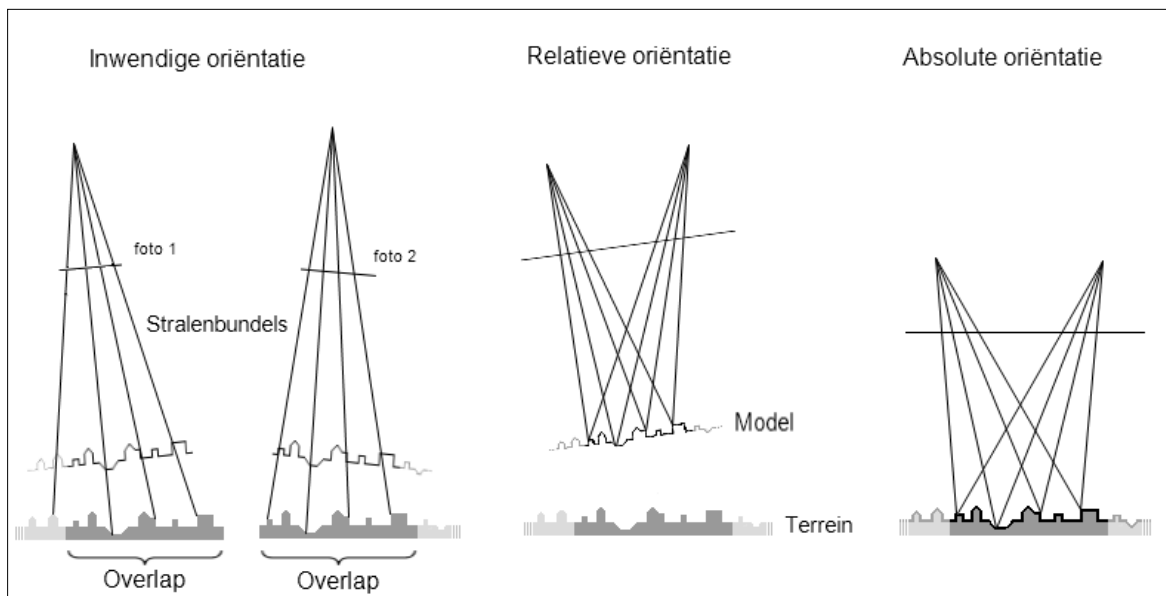 Inwendige oriëntatie
Relatieve oriëntatie
Absolute oriëntatie
foto 1
foto 2
Stralenbundels
Model
Terrein
Overlap
Overlap